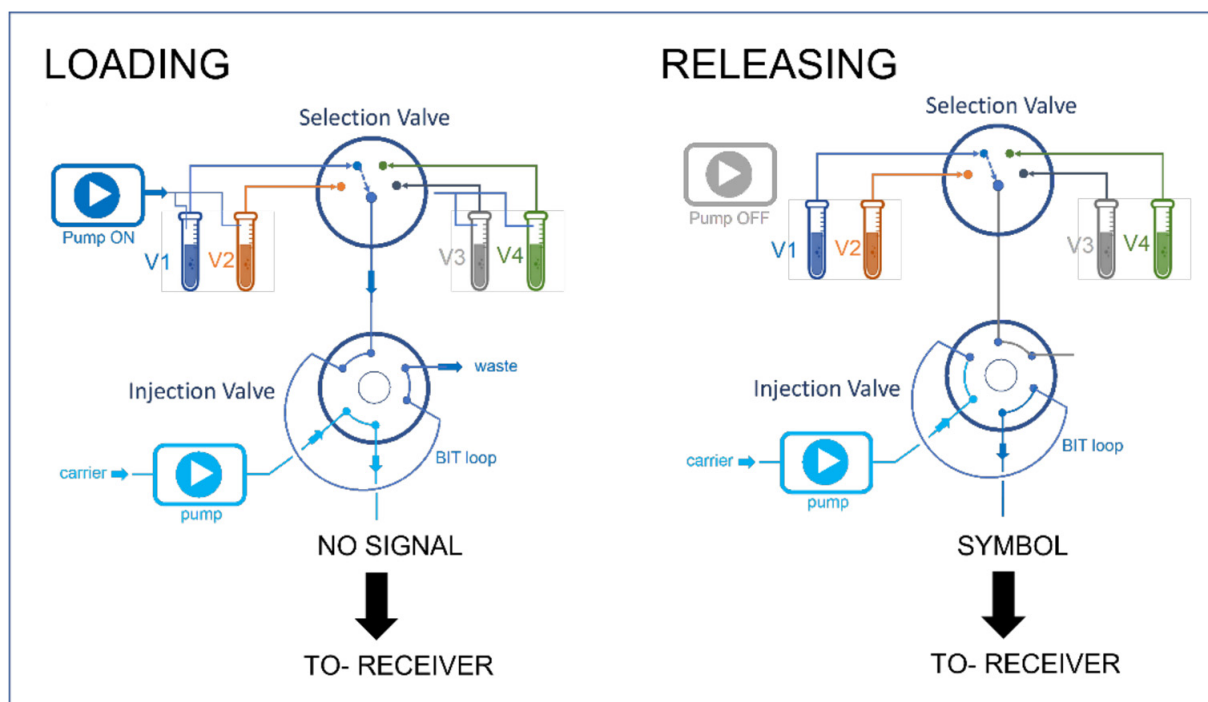 LOADING
Selection Valve
Pump ON
V1
V2
V3
V4
waste
Injection Valve
BIT loop
carrier
pump
NO SIGNAL
TO- RECEIVER
RELEASING
Selection Valve
Pump OFF
V1
V2
V3
V4
Injection Valve
BIT loop
carrier
pump
SYMBOL
TO- RECEIVER